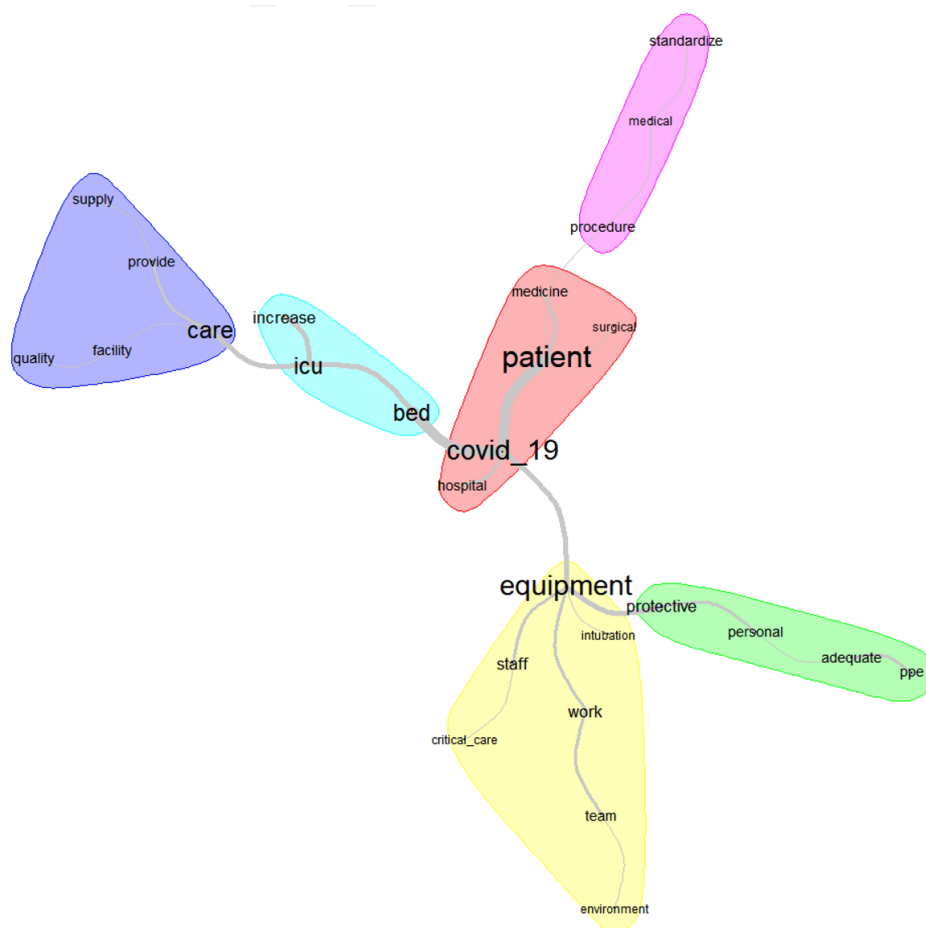 standardize
medical
supply
procedure
provide
medicine
increase
surgical
care
quality
facility
patient
icu
bed
covid_19
hospital
equipment
protective
personal
intubation
adequate
staff
ppe
work
critical_care
team
environment